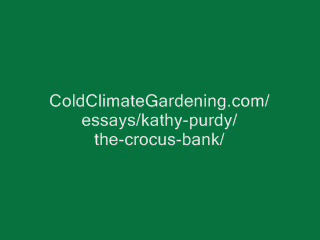 ColdClimateGardening.com/
essays/kathy-purdy/
the-crocus-bank/